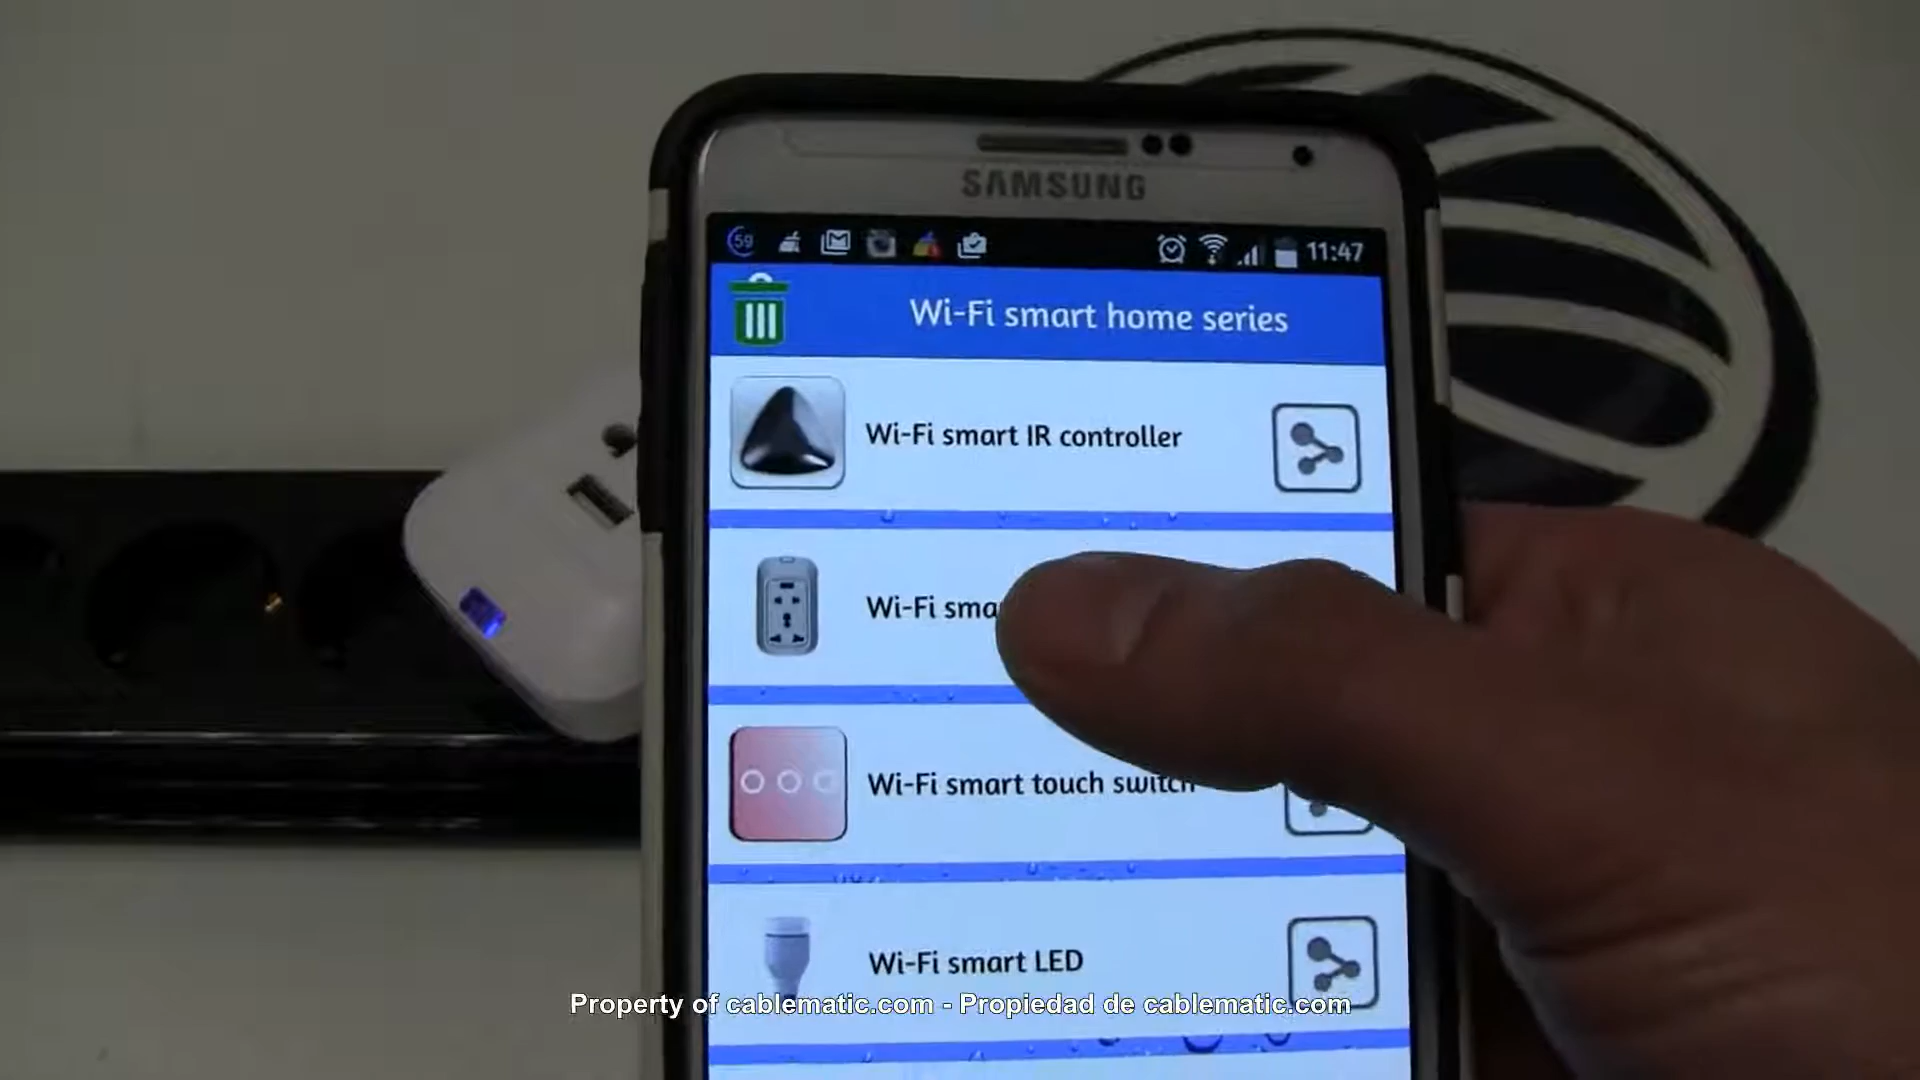 SAMSUNG
59
11:47
Wi-Fi smart home series
Wi-Fi smart IR controller
Wi-Fi
Wi-Fi smart touch switch
Wi-Fi smart LED
Property of cablematic.com - Propiedad de cablematic.com